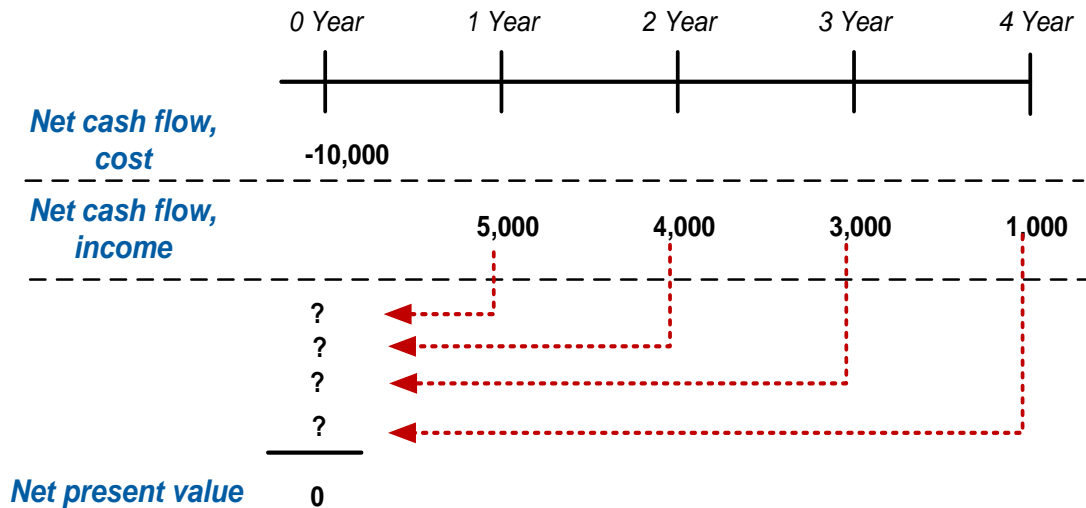 0 Year 1 Year 2 Year 3 Year 4 Year
Net cash flow,
cost
-10,000
Net cash flow,
income
5,000 4,000 3,000 1,000
?
?
?
?
Net present value 0